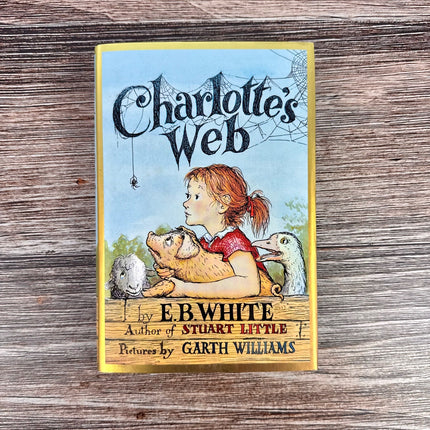 Charlotte's
Web
by E.B. WHITE
Author of STUART LITTLE
Pictures by GARTH WILLIAMS